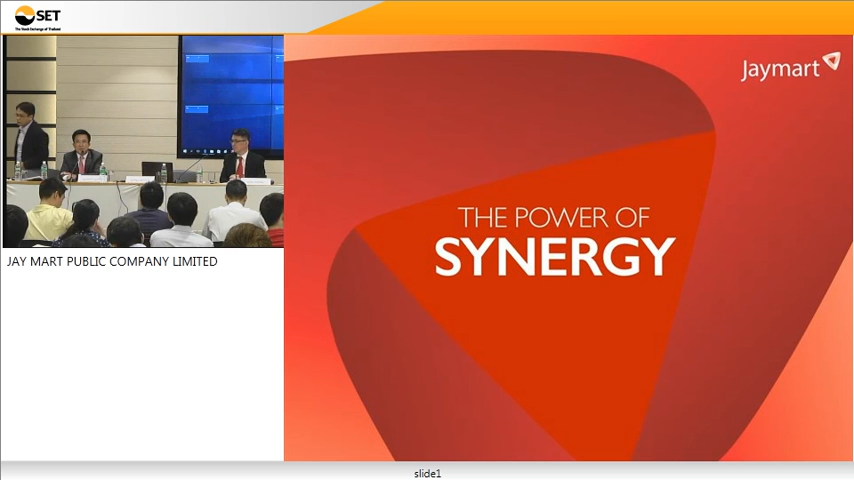 SET
The Stock Exchange of Thailand
Jaymart
THE POWER OF
SYNERGY
JAY MART PUBLIC COMPANY LIMITED
slide1